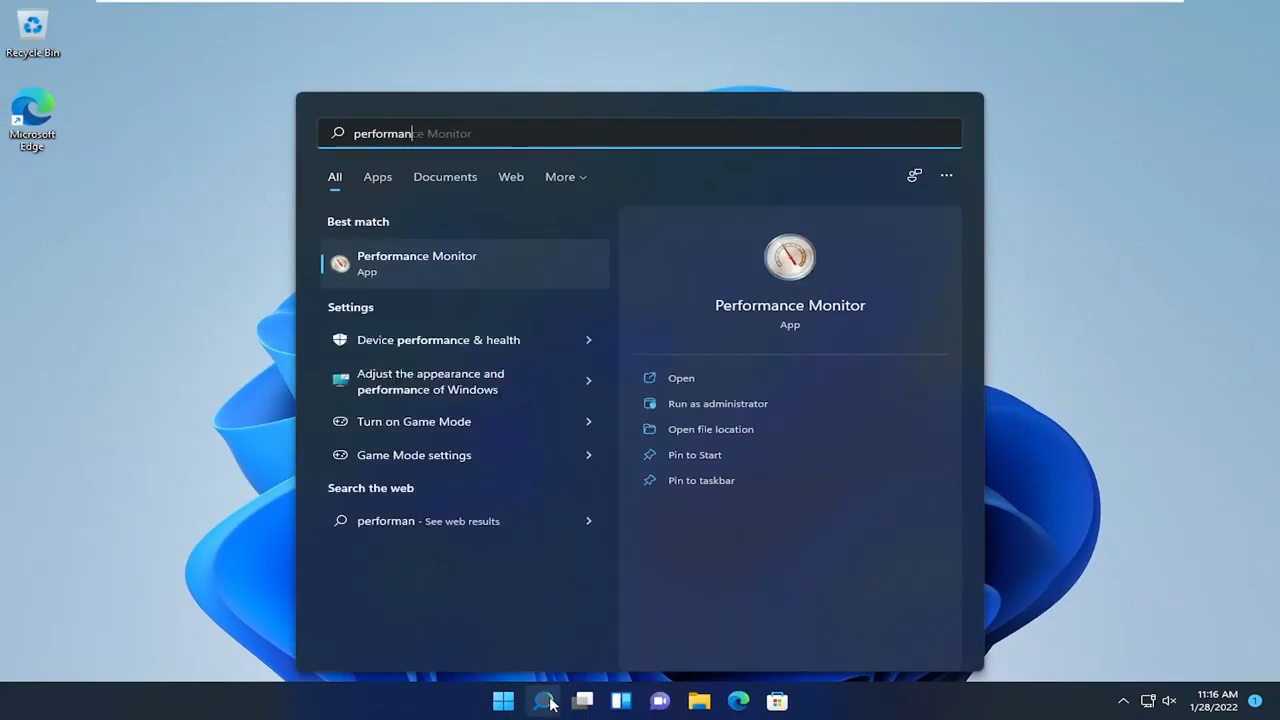 Recycle Bin
Microsoft
Edge
performance Monitor
All
Apps
Documents
Web
More
Best match
Performance Monitor
App
Settings
Device performance & health
Adjust the appearance and
performance of Windows
Turn on Game Mode
Game Mode settings
Search the web
performan - See web results
Performance Monitor
App
Open
Run as administrator
Open file location
Pin to Start
Pin to taskbar
11:16 AM
1/28/2022
1